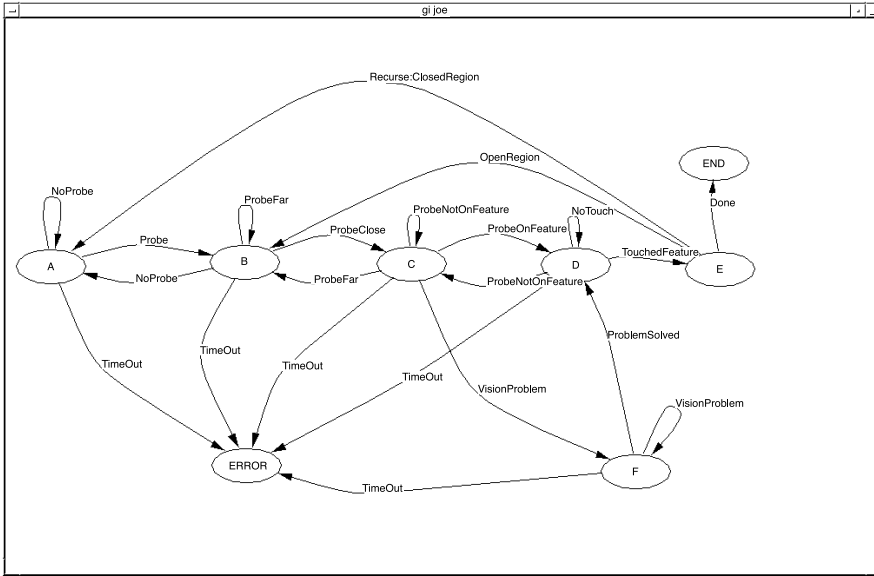 gi joe
Recurse:ClosedRegion
OpenRegion
END
NoProbe
ProbeFar
ProbeNotOnFeature
NoTouch
Done
Probe
ProbeClose
ProbeOnFeature
TouchedFeature
A
B
C
D
E
NoProbe
ProbeFar
ProbeNotOnFeature
ProblemSolved
TimeOut
TimeOut
TimeOut
TimeOut
VisionProblem
VisionProblem
ERROR
F
TimeOut